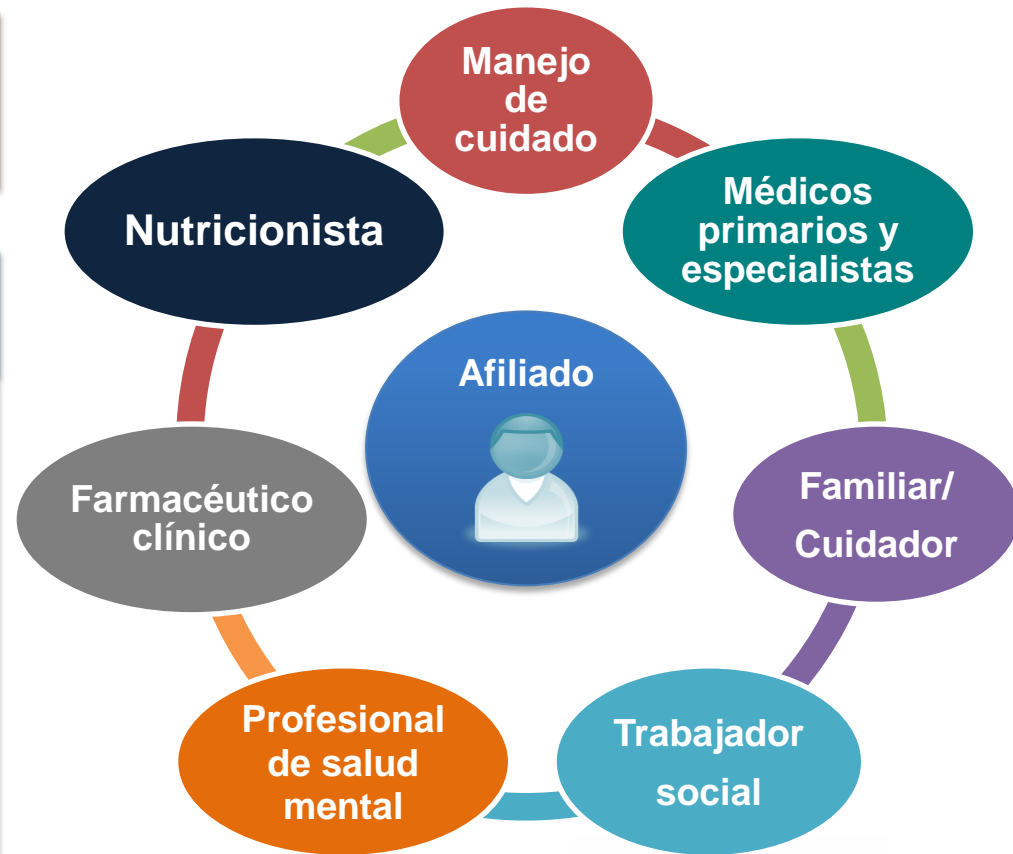 Manejo
de
cuidado
Médicos
primarios y
especialistas
Nutricionista
Afiliado
Familiar/
Cuidador
Farmacéutico
clínico
Trabajador
social
Profesional
de salud
mental